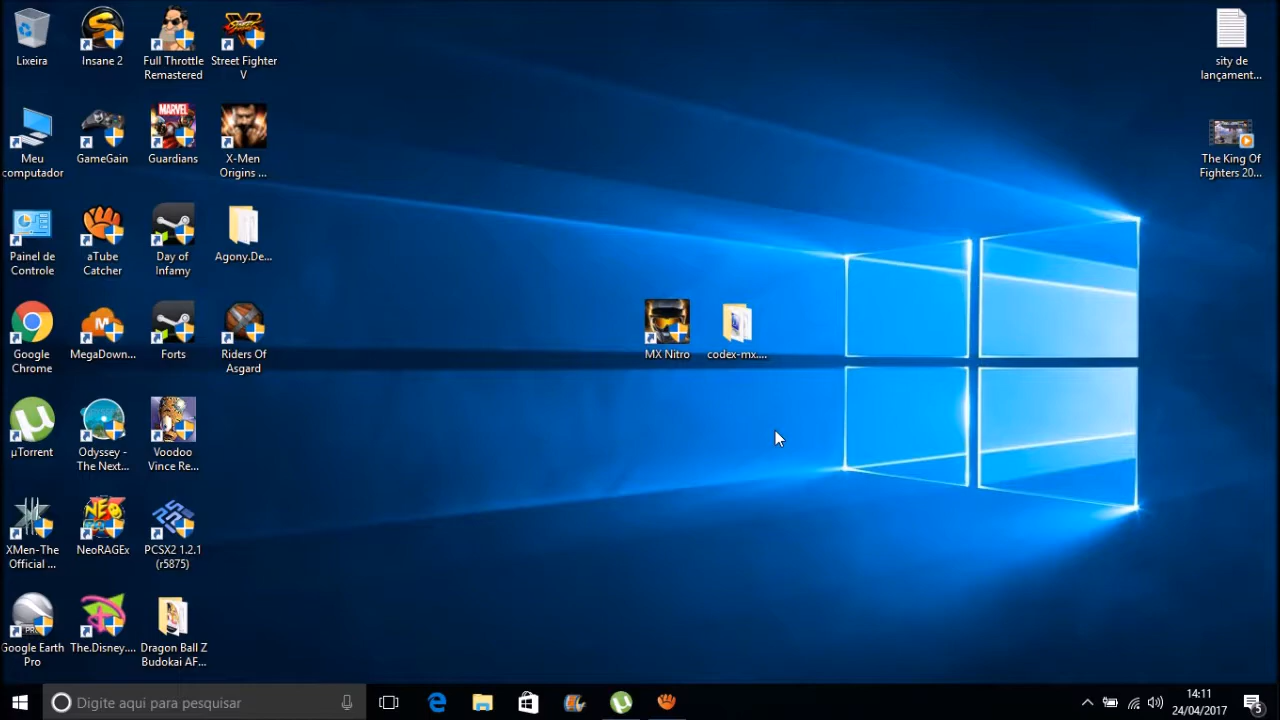 Lixeira
Insane 2
Full Throttle
Remastered
Street Fighter
V
Meu
computador
GameGain
MARVEL
Guardians
X-Men
Origins ...
Painel de
Controle
aTube
Catcher
Day of
Infamy
Agony.De...
Google
Chrome
MegaDown...
Forts
Riders Of
Asgard
µTorrent
Odyssey -
The Next...
Voodoo
Vince Re...
XMen-The
Official ...
NEO
NeoRAGEx
PCSX2 1.2.1
(r5875)
PRO
Google Earth
Pro
The.Disney....
Dragon Ball Z
Budokai AF...
MX Nitro
codex-mx....
sity de
lançament...
The King Of
Fighters 20...
Digite aqui para pesquisar
14:11
24/04/2017
5